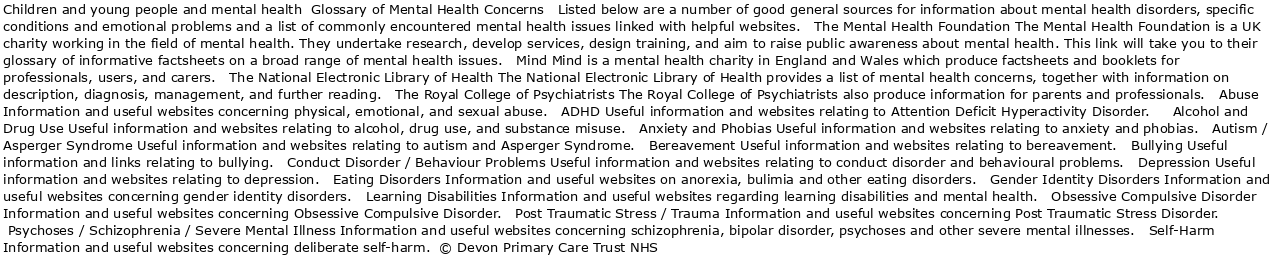 Children and young people and mental health  Glossary of Mental Health Concerns   Listed below are a number of good general sources for information about mental health disorders, specific
conditions and emotional problems and a list of commonly encountered mental health issues linked with helpful websites.   The Mental Health Foundation The Mental Health Foundation is a UK
charity working in the field of mental health. They undertake research, develop services, design training, and aim to raise public awareness about mental health. This link will take you to their
glossary of informative factsheets on a broad range of mental health issues.   Mind Mind is a mental health charity in England and Wales which produce factsheets and booklets for
professionals, users, and carers.   The National Electronic Library of Health The National Electronic Library of Health provides a list of mental health concerns, together with information on
description, diagnosis, management, and further reading.   The Royal College of Psychiatrists The Royal College of Psychiatrists also produce information for parents and professionals.   Abuse
Information and useful websites concerning physical, emotional, and sexual abuse.   ADHD Useful information and websites relating to Attention Deficit Hyperactivity Disorder.     Alcohol and
Drug Use Useful information and websites relating to alcohol, drug use, and substance misuse.   Anxiety and Phobias Useful information and websites relating to anxiety and phobias.   Autism /
Asperger Syndrome Useful information and websites relating to autism and Asperger Syndrome.   Bereavement Useful information and websites relating to bereavement.   Bullying Useful
information and links relating to bullying.   Conduct Disorder / Behaviour Problems Useful information and websites relating to conduct disorder and behavioural problems.   Depression Useful
information and websites relating to depression.   Eating Disorders Information and useful websites on anorexia, bulimia and other eating disorders.   Gender Identity Disorders Information and
useful websites concerning gender identity disorders.   Learning Disabilities Information and useful websites regarding learning disabilities and mental health.   Obsessive Compulsive Disorder
Information and useful websites concerning Obsessive Compulsive Disorder.   Post Traumatic Stress / Trauma Information and useful websites concerning Post Traumatic Stress Disorder.
Psychoses / Schizophrenia / Severe Mental Illness Information and useful websites concerning schizophrenia, bipolar disorder, psychoses and other severe mental illnesses.   Self-Harm
Information and useful websites concerning deliberate self-harm.  © Devon Primary Care Trust NHS